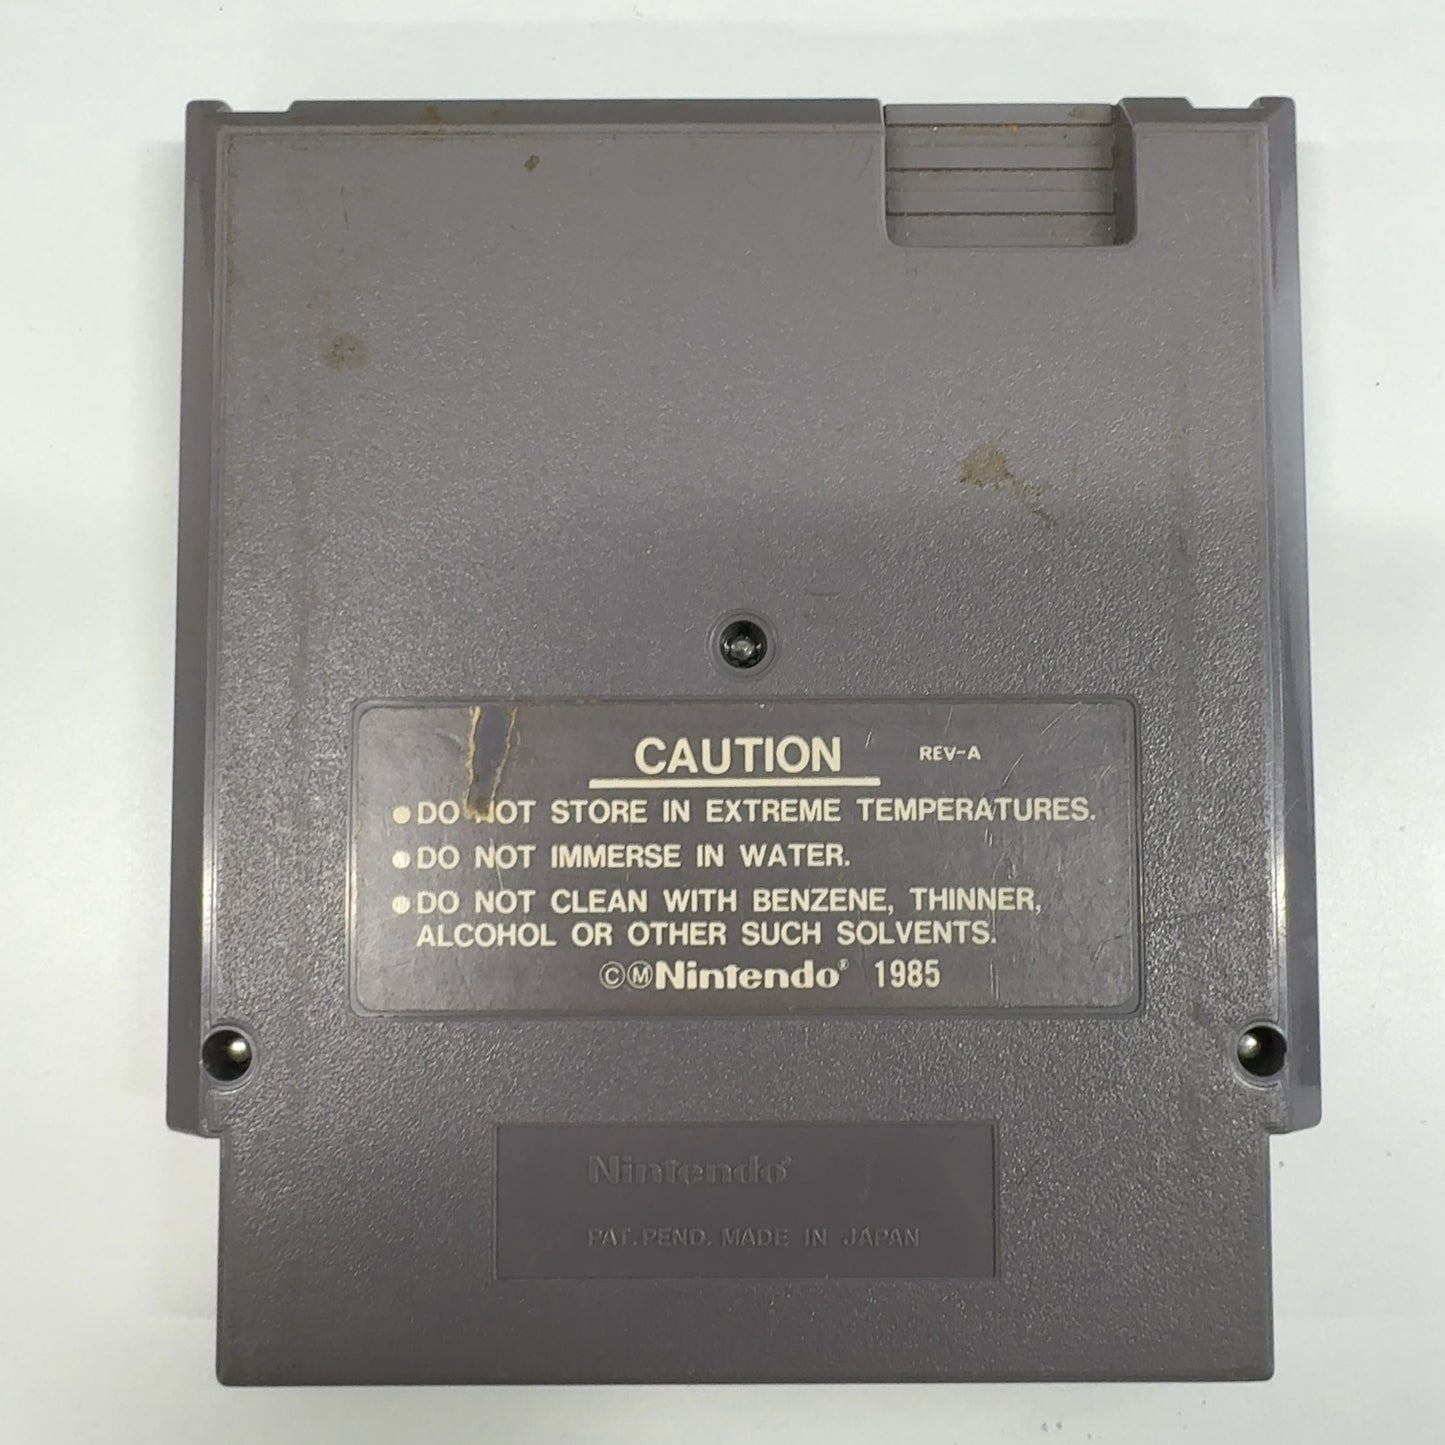 CAUTION REV-A
●DO NOT STORE IN EXTREME TEMPERATURES.
●DO NOT IMMERSE IN WATER.
●DO NOT CLEAN WITH BENZENE, THINNER,
ALCOHOL OR OTHER SUCH SOLVENTS.
ⒸⓂNintendo® 1985
Nintendo®
PAT. PEND. MADE IN JAPAN